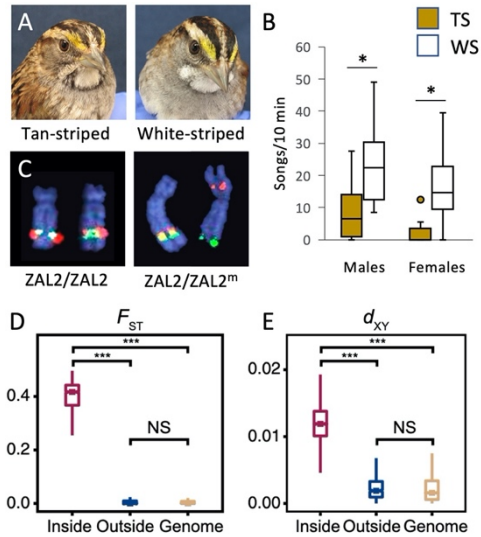 A
Tan-striped
White-striped
B
TS
WS
Songs/10 min
60
50
40
30
20
10
0
*
*
Males
Females
C
ZAL2/ZAL2
ZAL2/ZAL2ᵐ
D
FST
***
***
NS
0.4
0.2
0.0
Inside Outside Genome
E
dXY
***
***
NS
0.02
0.01
0.00
Inside Outside Genome